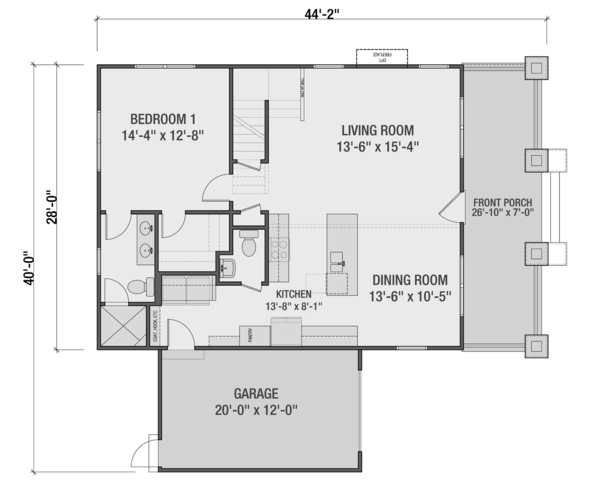 44'-2"
OPT.
FIREPLACE
BEDROOM 1
14'-4" x 12'-8"
LIVING ROOM
13'-6" x 15'-4"
28'-0"
40'-0"
FRONT PORCH
26'-10" x 7'-0"
DINING ROOM
13'-6" x 10'-5"
KITCHEN
13'-8" x 8'-1"
COAT, HOOK, ETC
PANTRY
GARAGE
20'-0" x 12'-0"